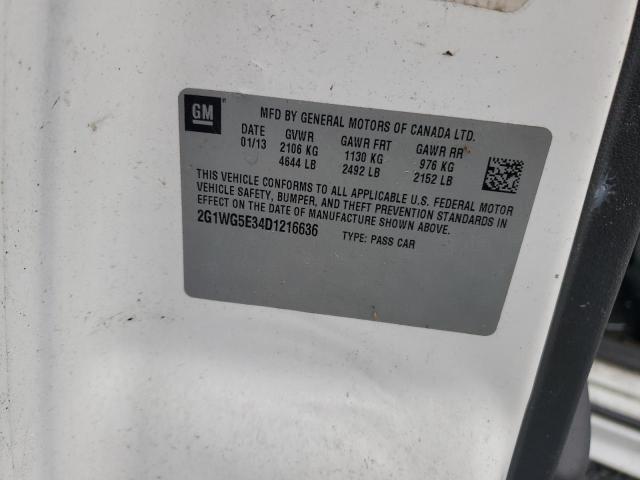 GM
MFD BY GENERAL MOTORS OF CANADA LTD.
DATE GVWR GAWR FRT GAWR RR
01/13 2106 KG 1130 KG 976 KG
4644 LB 2492 LB 2152 LB
THIS VEHICLE CONFORMS TO ALL APPLICABLE U.S. FEDERAL MOTOR
VEHICLE SAFETY, BUMPER, AND THEFT PREVENTION STANDARDS IN
EFFECT ON THE DATE OF MANUFACTURE SHOWN ABOVE.
2G1WG5E34D1216636 TYPE: PASS CAR